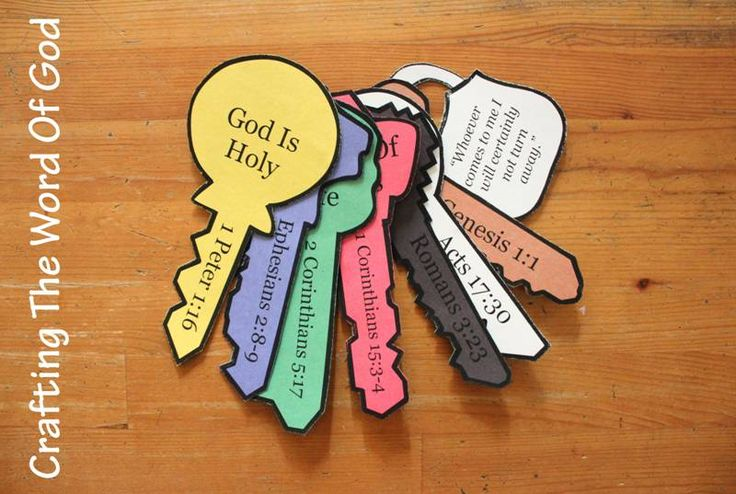 Crafting The Word Of God
God Is
Holy
1 Peter 1:16
Ephesians 2:8-9
2 Corinthians 5:17
of
1 Corinthians 15:3-4
Romans 3:23
Acts 17:30
Genesis 1:1
"Whoever
comes to me I
will certainly
not turn
away."